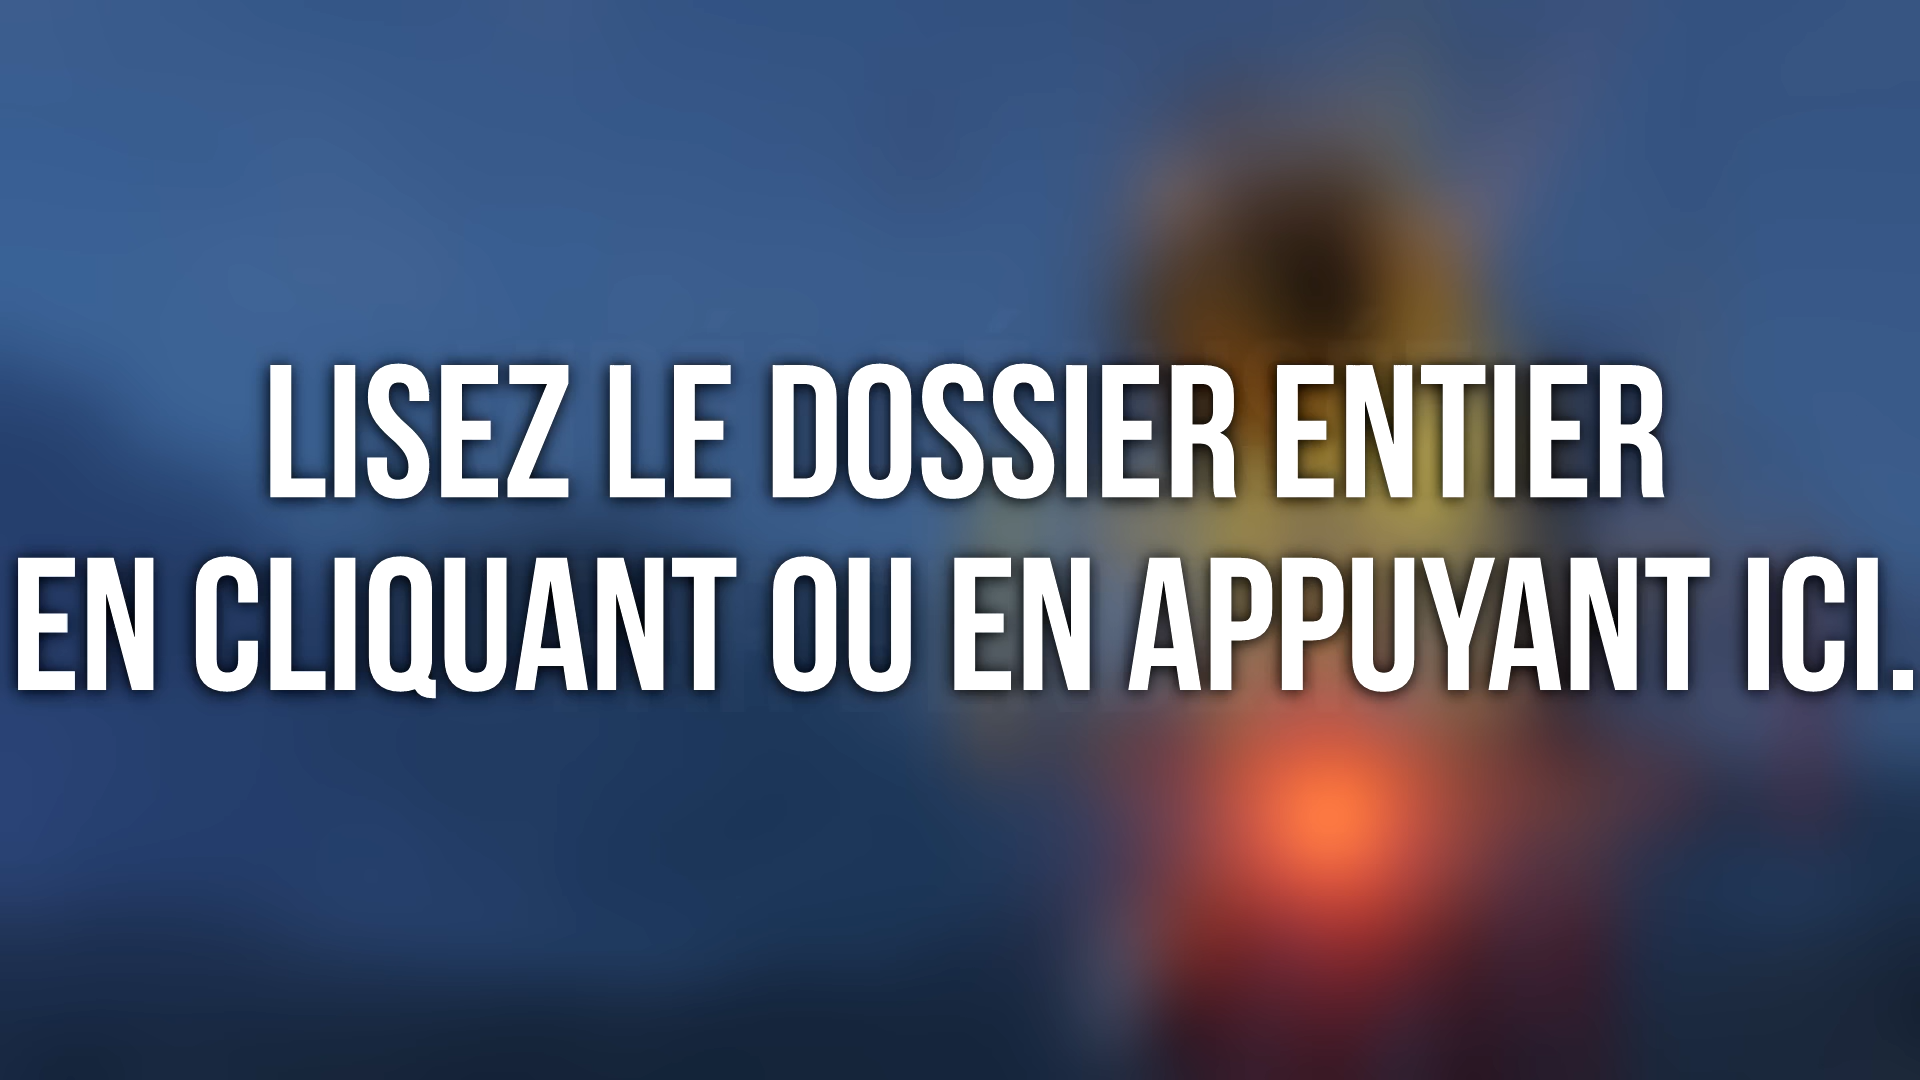 LISEZ LE DOSSIER ENTIER
EN CLIQUANT OU EN APPUYANT ICI.